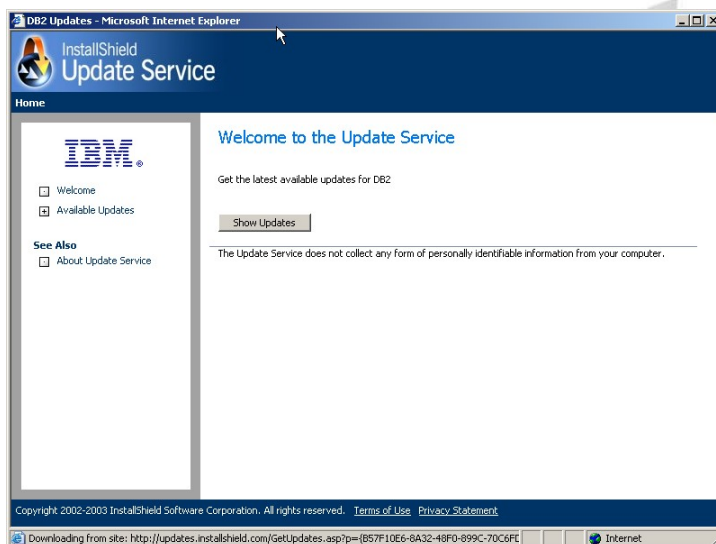 DB2 Updates - Microsoft Internet Explorer
InstallShield
Update Service
Home
IBM®
Welcome
Available Updates
See Also
About Update Service
Welcome to the Update Service
Get the latest available updates for DB2
Show Updates
The Update Service does not collect any form of personally identifiable information from your computer.
Copyright 2002-2003 InstallShield Software Corporation. All rights reserved. Terms of Use Privacy Statement
Downloading from site: http://updates.installshield.com/GetUpdates.asp?p={B57F10E6-8A32-48F0-899C-70C6FE
Internet